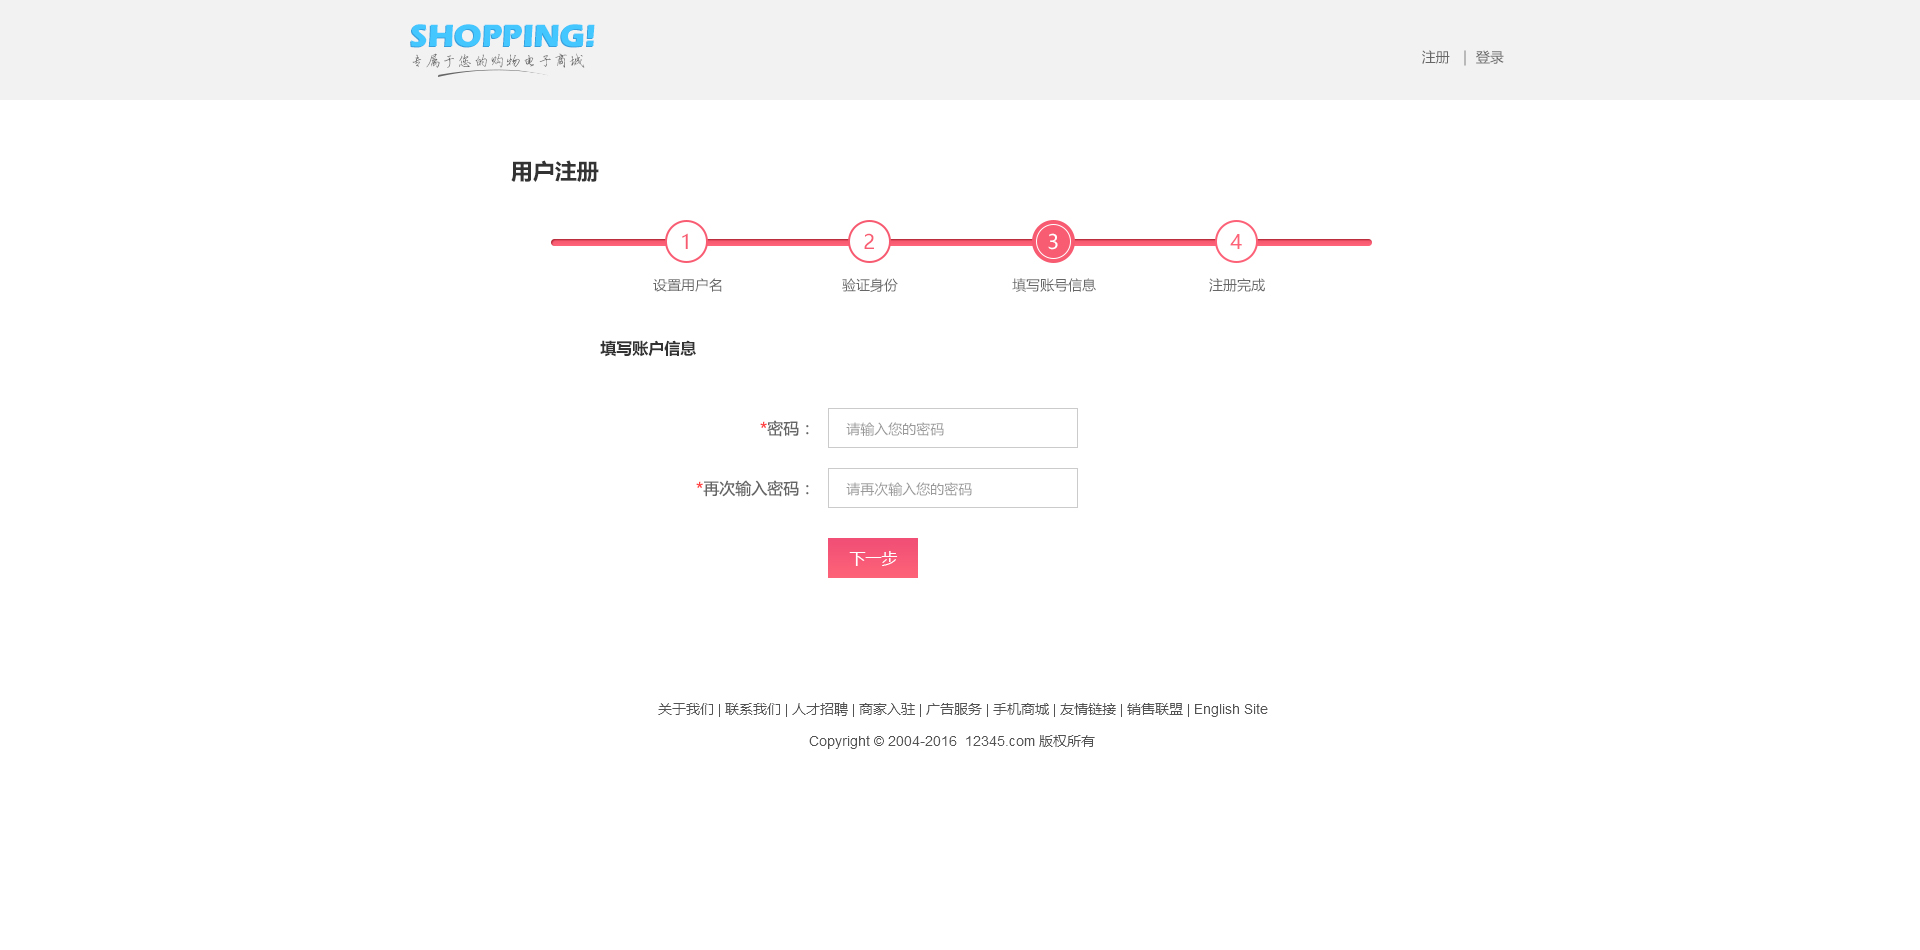 SHOPPING!
专属于您的购物电子商城
注册 | 登录
用户注册
1 2 3 4
设置用户名 验证身份 填写账号信息 注册完成
填写账户信息
*密码： 请输入您的密码
*再次输入密码： 请再次输入您的密码
下一步
关于我们 | 联系我们 | 人才招聘 | 商家入驻 | 广告服务 | 手机商城 | 友情链接 | 销售联盟 | English Site
Copyright © 2004-2016  12345.com 版权所有